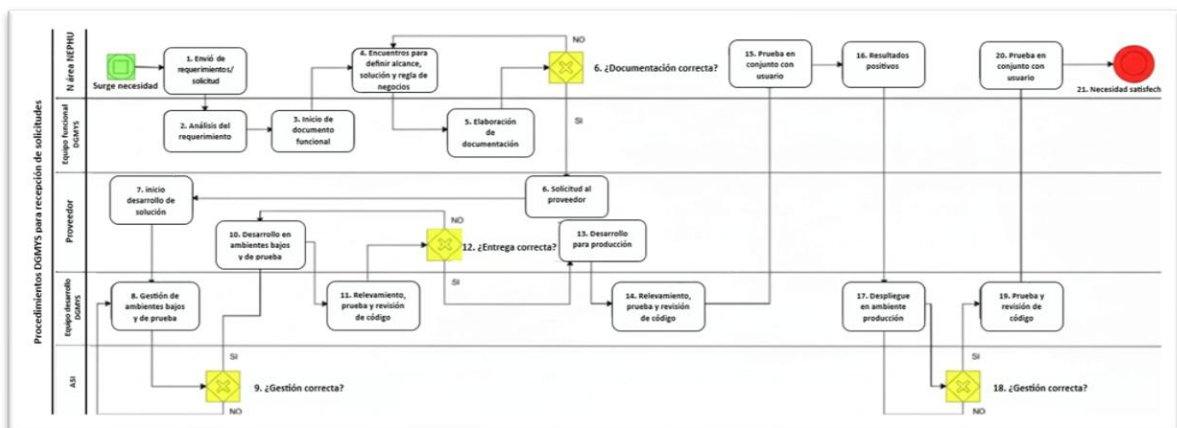 Procedimientos DGMYS para recepción de solicitudes
N área NEPHU
Surge necesidad
1. Envió de
requerimientos/
solicitud
4. Encuentros para
definir alcance,
solución y regla de
negocios
NO
6. ¿Documentación correcta?
SI
15. Prueba en
conjunto con
usuario
16. Resultados
positivos
20. Prueba en
conjunto con
usuario
21. Necesidad satisfech
Equipo funcional
DGMYS
2. Análisis del
requerimiento
3. Inicio de
documento
funcional
5. Elaboración
de
documentación
Proveedor
7. inicio
desarrollo de
solución
6. Solicitud al
proveedor
10. Desarrollo en
ambientes bajos
y de prueba
NO
12. ¿Entrega correcta?
SI
13. Desarrollo
para producción
Equipo desarrollo
DGMYS
8. Gestión de
ambientes bajos
y de prueba
11. Relevamiento,
prueba y revisión
de código
14. Relevamiento,
prueba y revisión
de código
17. Despliegue
en ambiente
producción
19. Prueba y
revisión de
código
ASI
SI
9. ¿Gestión correcta?
NO
SI
18. ¿Gestión correcta?
NO